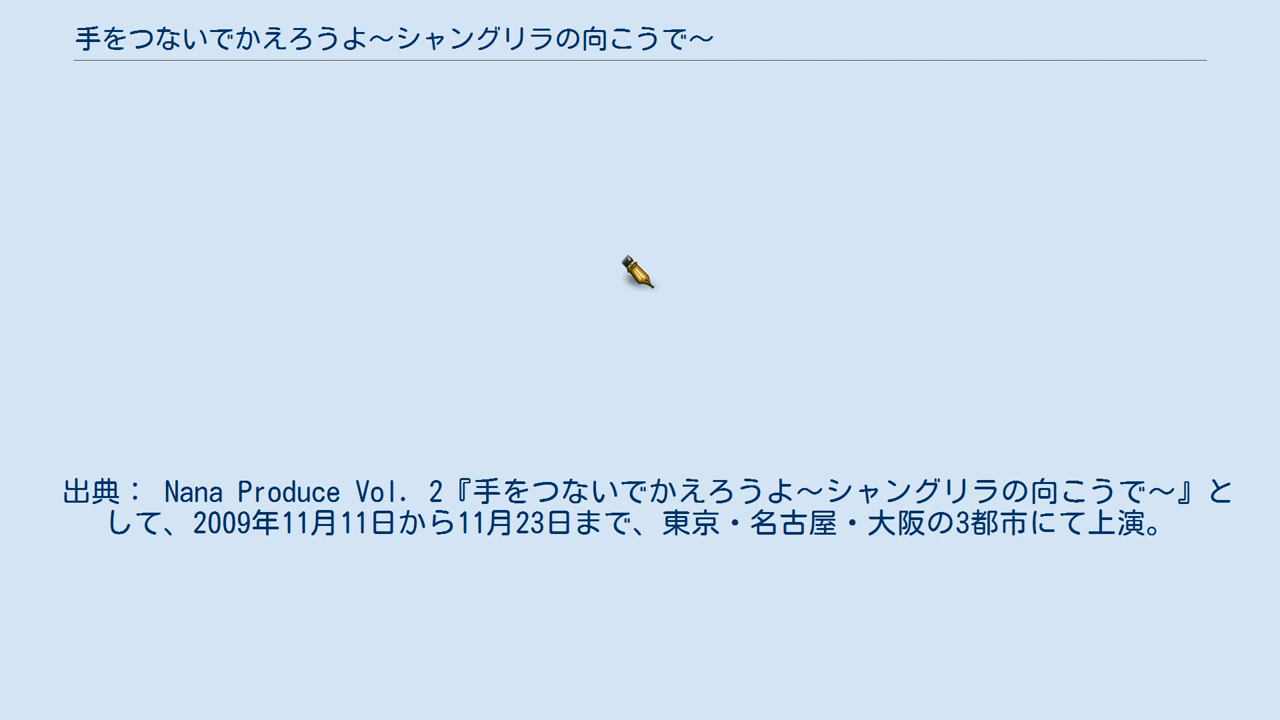 手をつないでかえろうよ～シャングリラの向こうで～
出典： Nana Produce Vol. 2『手をつないでかえろうよ～シャングリラの向こうで～』と
して、2009年11月11日から11月23日まで、東京・名古屋・大阪の3都市にて上演。